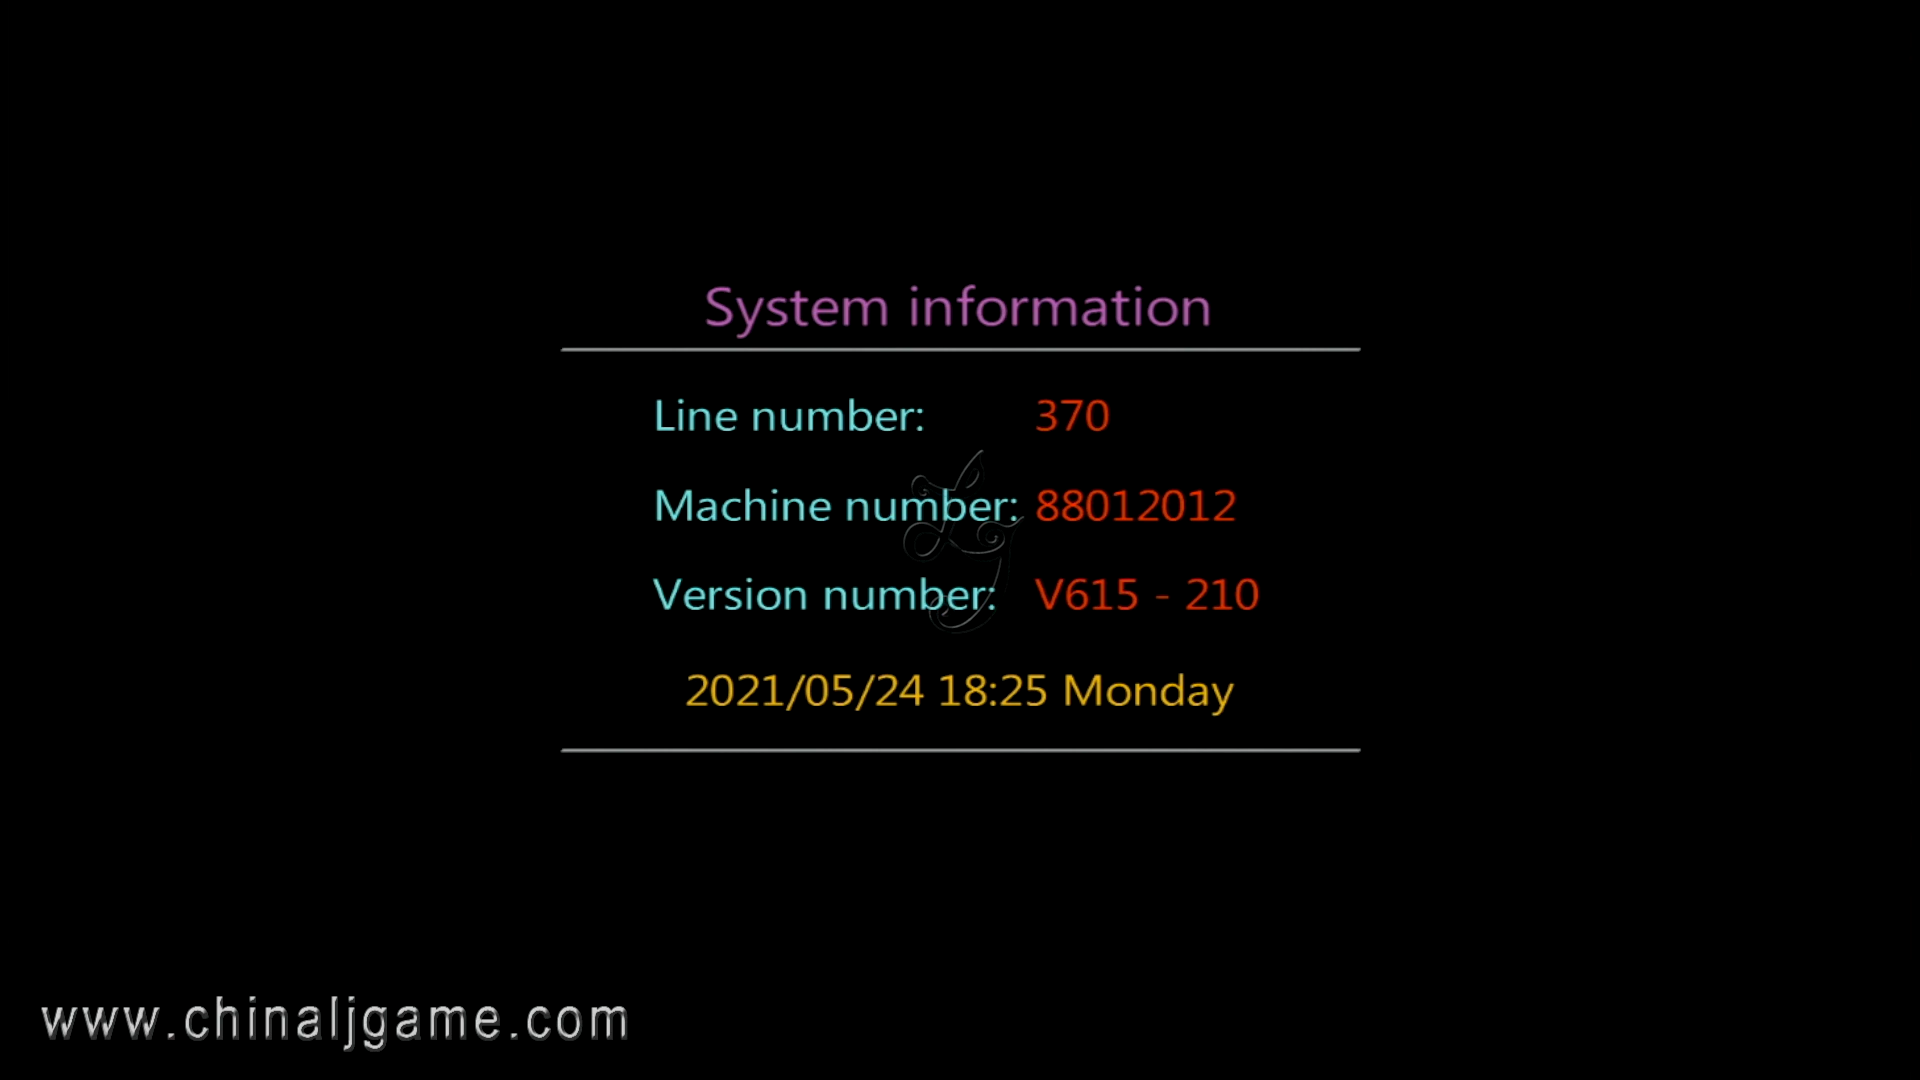 System information
Line number: 370
Machine number: 88012012
Version number: V615 - 210
2021/05/24 18:25 Monday
www.chinaljgame.com